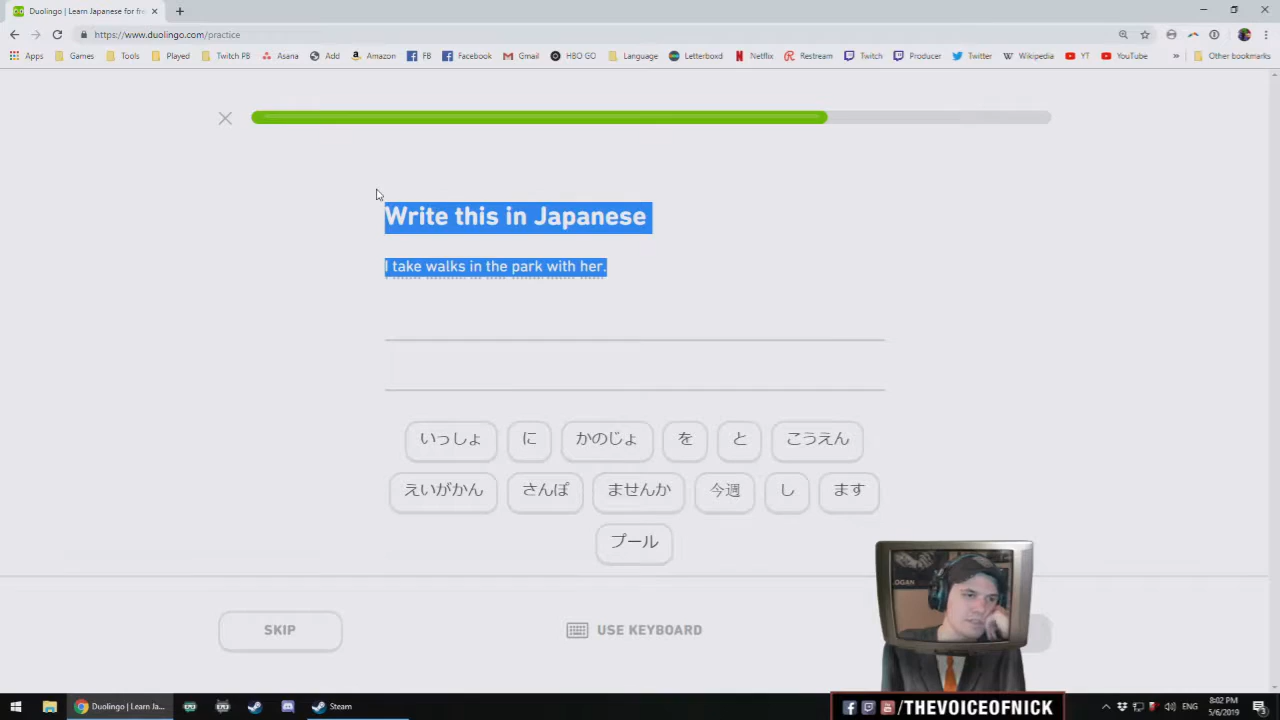 Duolingo | Learn Japanese for fre
https://www.duolingo.com/practice
Apps Games Tools Played Twitch PB Asana Add Amazon FB Facebook Gmail HBO GO Language Letterboxd Netflix Restream Twitch Producer Twitter Wikipedia YT YouTube » Other bookmarks
Write this in Japanese
I take walks in the park with her.
いっしょ に かのじょ を と こうえん
えいがかん さんぽ ませんか 今週 し ます
プール
OGAN
SKIP USE KEYBOARD
/THEVOICEOFNICK
Duolingo | Learn Ja... Steam ENG 8:02 PM
5/6/2019